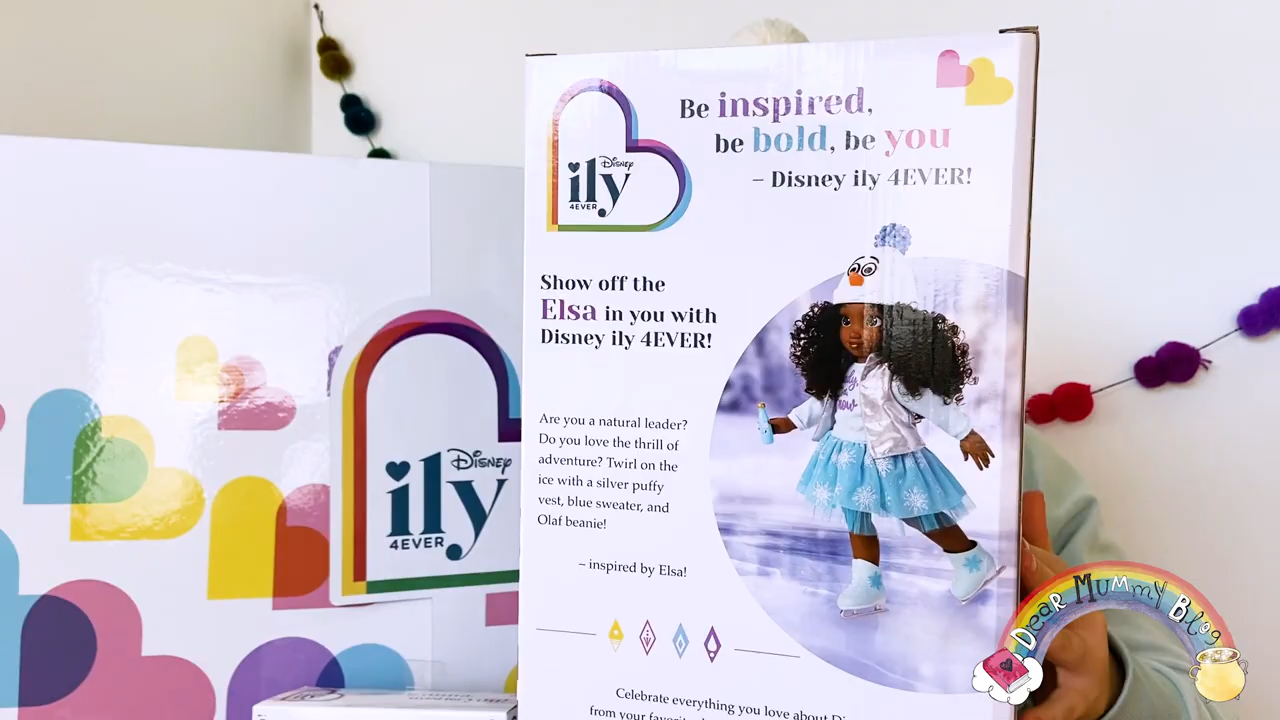 Be inspired,
be bold, be you
– Disney ily 4EVER!
Disney
ily
4EVER
Show off the
Elsa in you with
Disney ily 4EVER!
Are you a natural leader?
Do you love the thrill of
adventure? Twirl on the
ice with a silver puffy
vest, blue sweater, and
Olaf beanie!
– inspired by Elsa!
Celebrate everything you love about
from your favorite
Disney
ily
4EVER
Dear Mummy Blog